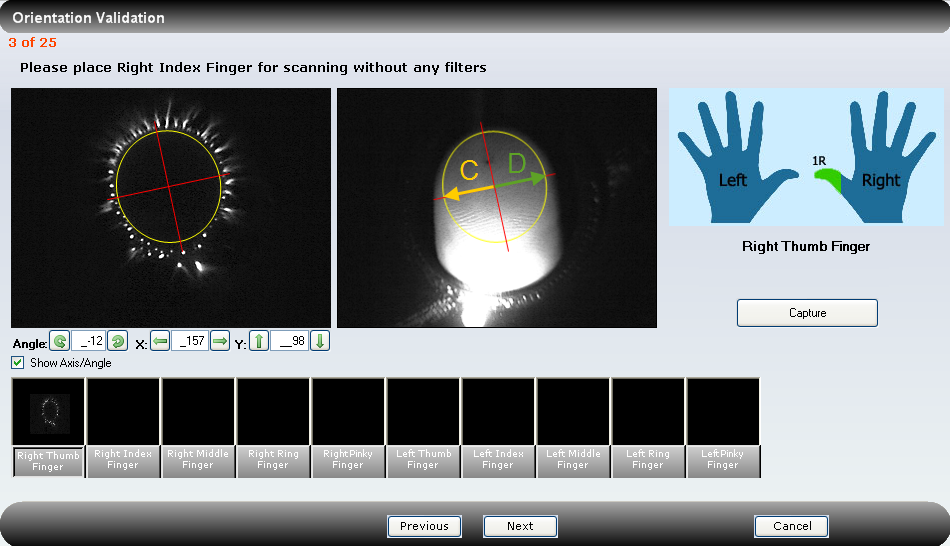 Orientation Validation
3 of 25
Please place Right Index Finger for scanning without any filters
C
D
1R
Left
Right
Right Thumb Finger
Capture
Angle: _-12 X: _157 Y: __98
Show Axis/Angle
Right Thumb
Finger
Right Index
Finger
Right Middle
Finger
Right Ring
Finger
RightPinky
Finger
Left Thumb
Finger
Left Index
Finger
Left Middle
Finger
Left Ring
Finger
LeftPinky
Finger
Previous
Next
Cancel